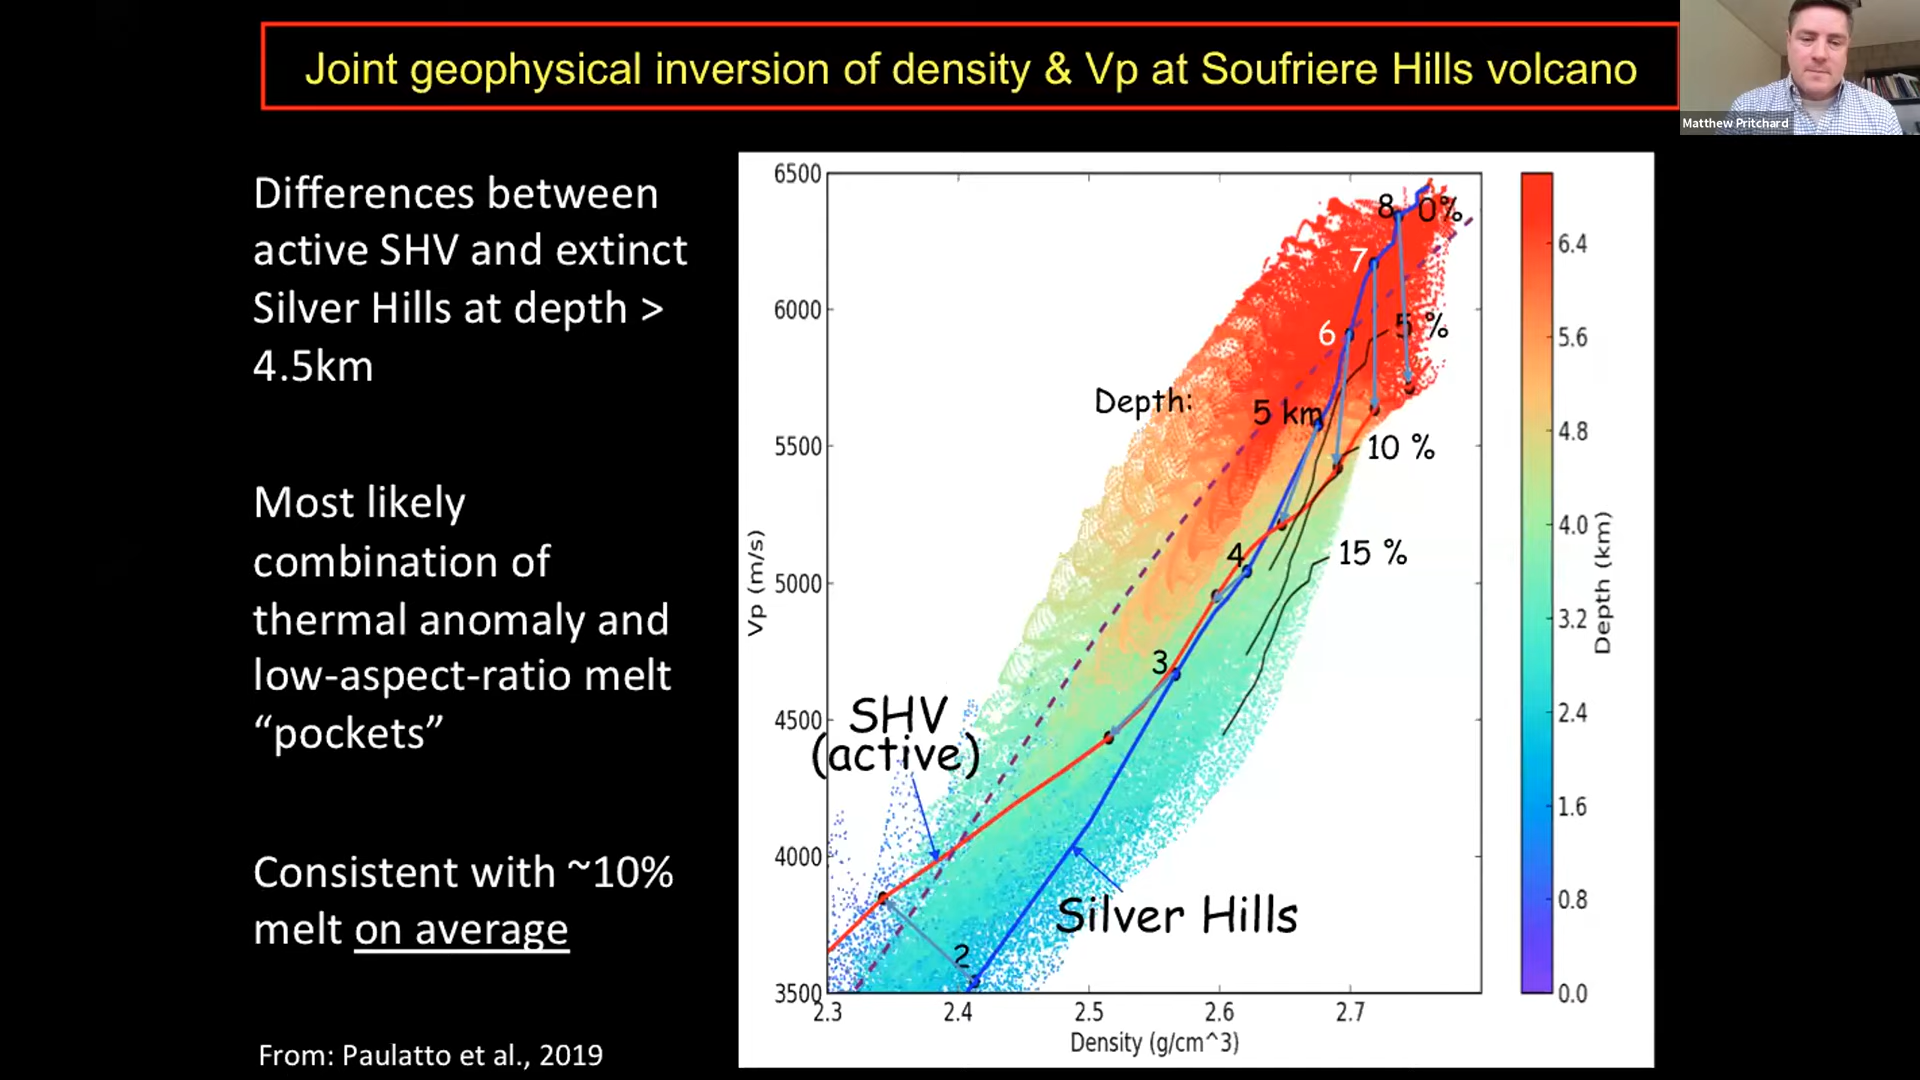 Joint geophysical inversion of density & Vp at Soufriere Hills volcano
Matthew Pritchard
Differences between
active SHV and extinct
Silver Hills at depth >
4.5km
Most likely
combination of
thermal anomaly and
low-aspect-ratio melt
“pockets”
Consistent with ~10%
melt on average
From: Paulatto et al., 2019
6500
6000
5500
5000
4500
4000
3500
Vp (m/s)
2.3
2.4
2.5
2.6
2.7
Density (g/cm^3)
8
0%
7
6
5 %
Depth:
5 km
10 %
4
15 %
3
SHV
(active)
Silver Hills
2
6.4
5.6
4.8
4.0
3.2
2.4
1.6
0.8
0.0
Depth (km)